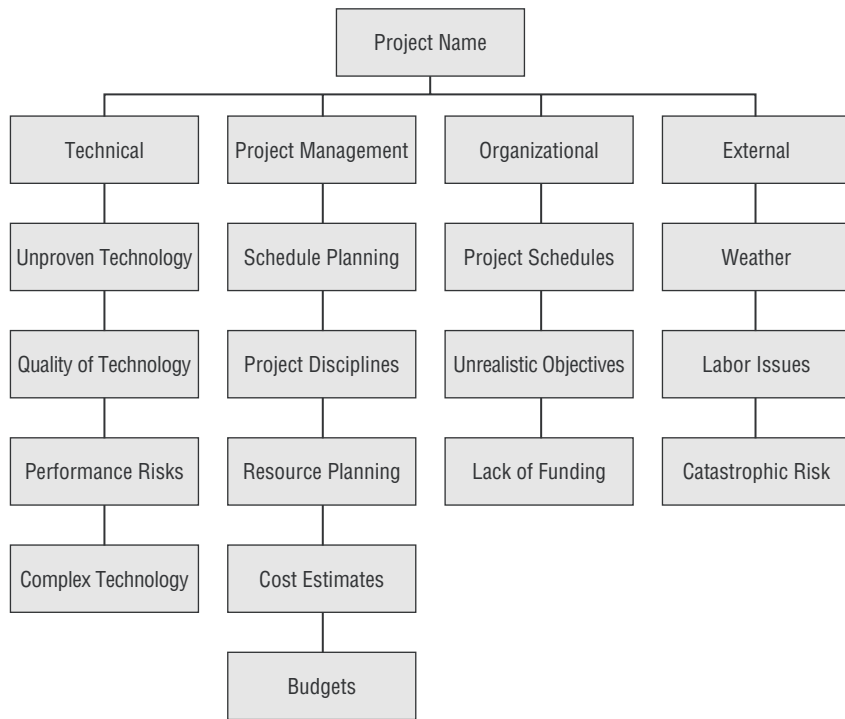 Project Name
Technical
Project Management
Organizational
External
Unproven Technology
Schedule Planning
Project Schedules
Weather
Quality of Technology
Project Disciplines
Unrealistic Objectives
Labor Issues
Performance Risks
Resource Planning
Lack of Funding
Catastrophic Risk
Complex Technology
Cost Estimates
Budgets